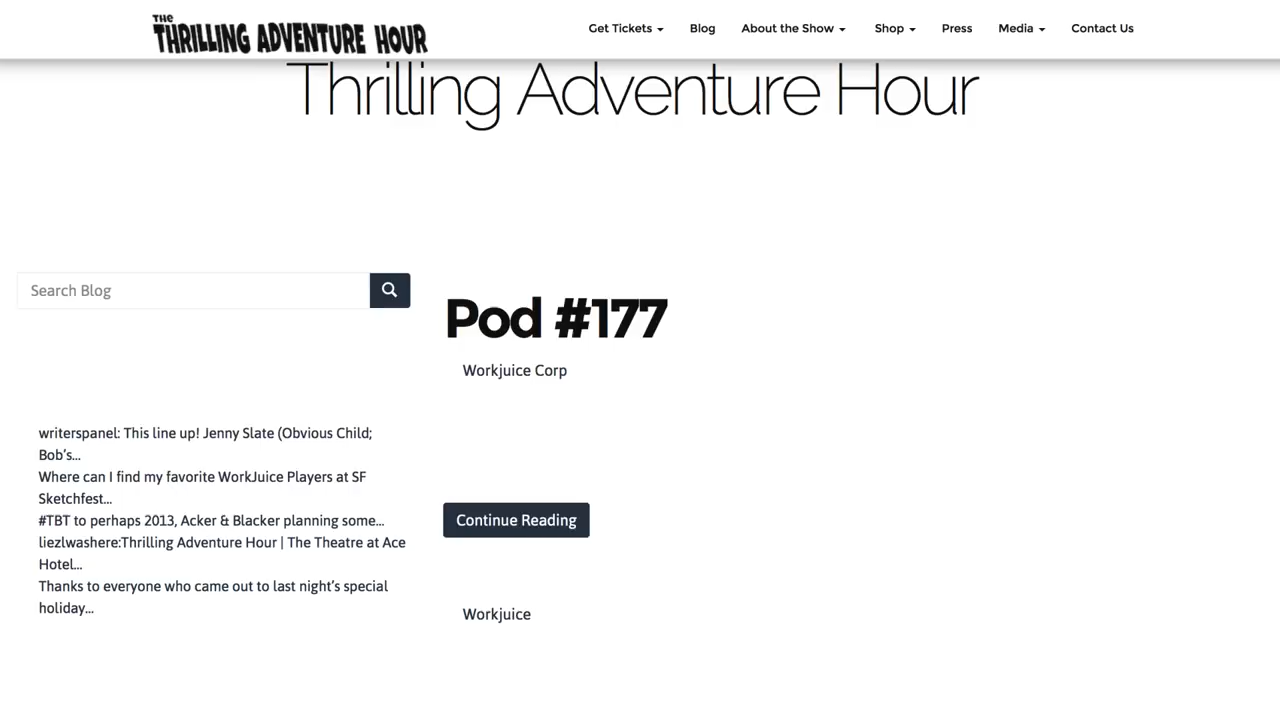 THE
THRILLING ADVENTURE HOUR
Get Tickets Blog About the Show Shop Press Media Contact Us
Thrilling Adventure Hour
Search Blog
Pod #177
Workjuice Corp
writerspanel: This line up! Jenny Slate (Obvious Child;
Bob’s...
Where can I find my favorite WorkJuice Players at SF
Sketchfest...
#TBT to perhaps 2013, Acker & Blacker planning some...
liezlwashere:Thrilling Adventure Hour | The Theatre at Ace
Hotel...
Thanks to everyone who came out to last night’s special
holiday...
Continue Reading
Workjuice